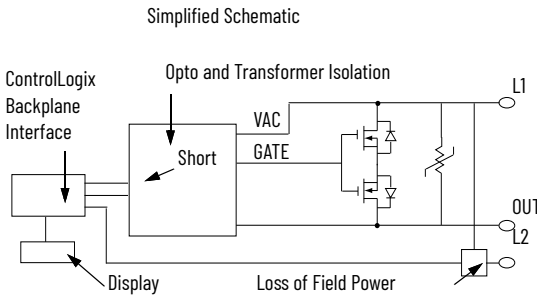 Simplified Schematic
Opto and Transformer Isolation
ControlLogix
Backplane
Interface
L1
VAC
Short
GATE
OUT
L2
Display
Loss of Field Power